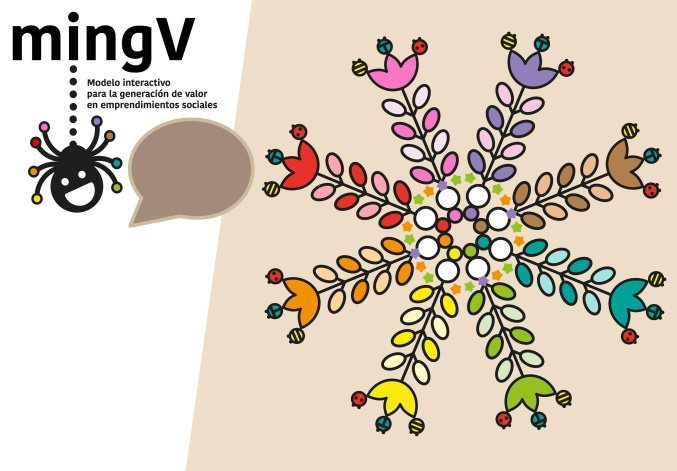 mingV
Modelo interactivo
para la generación de valor
en emprendimientos sociales